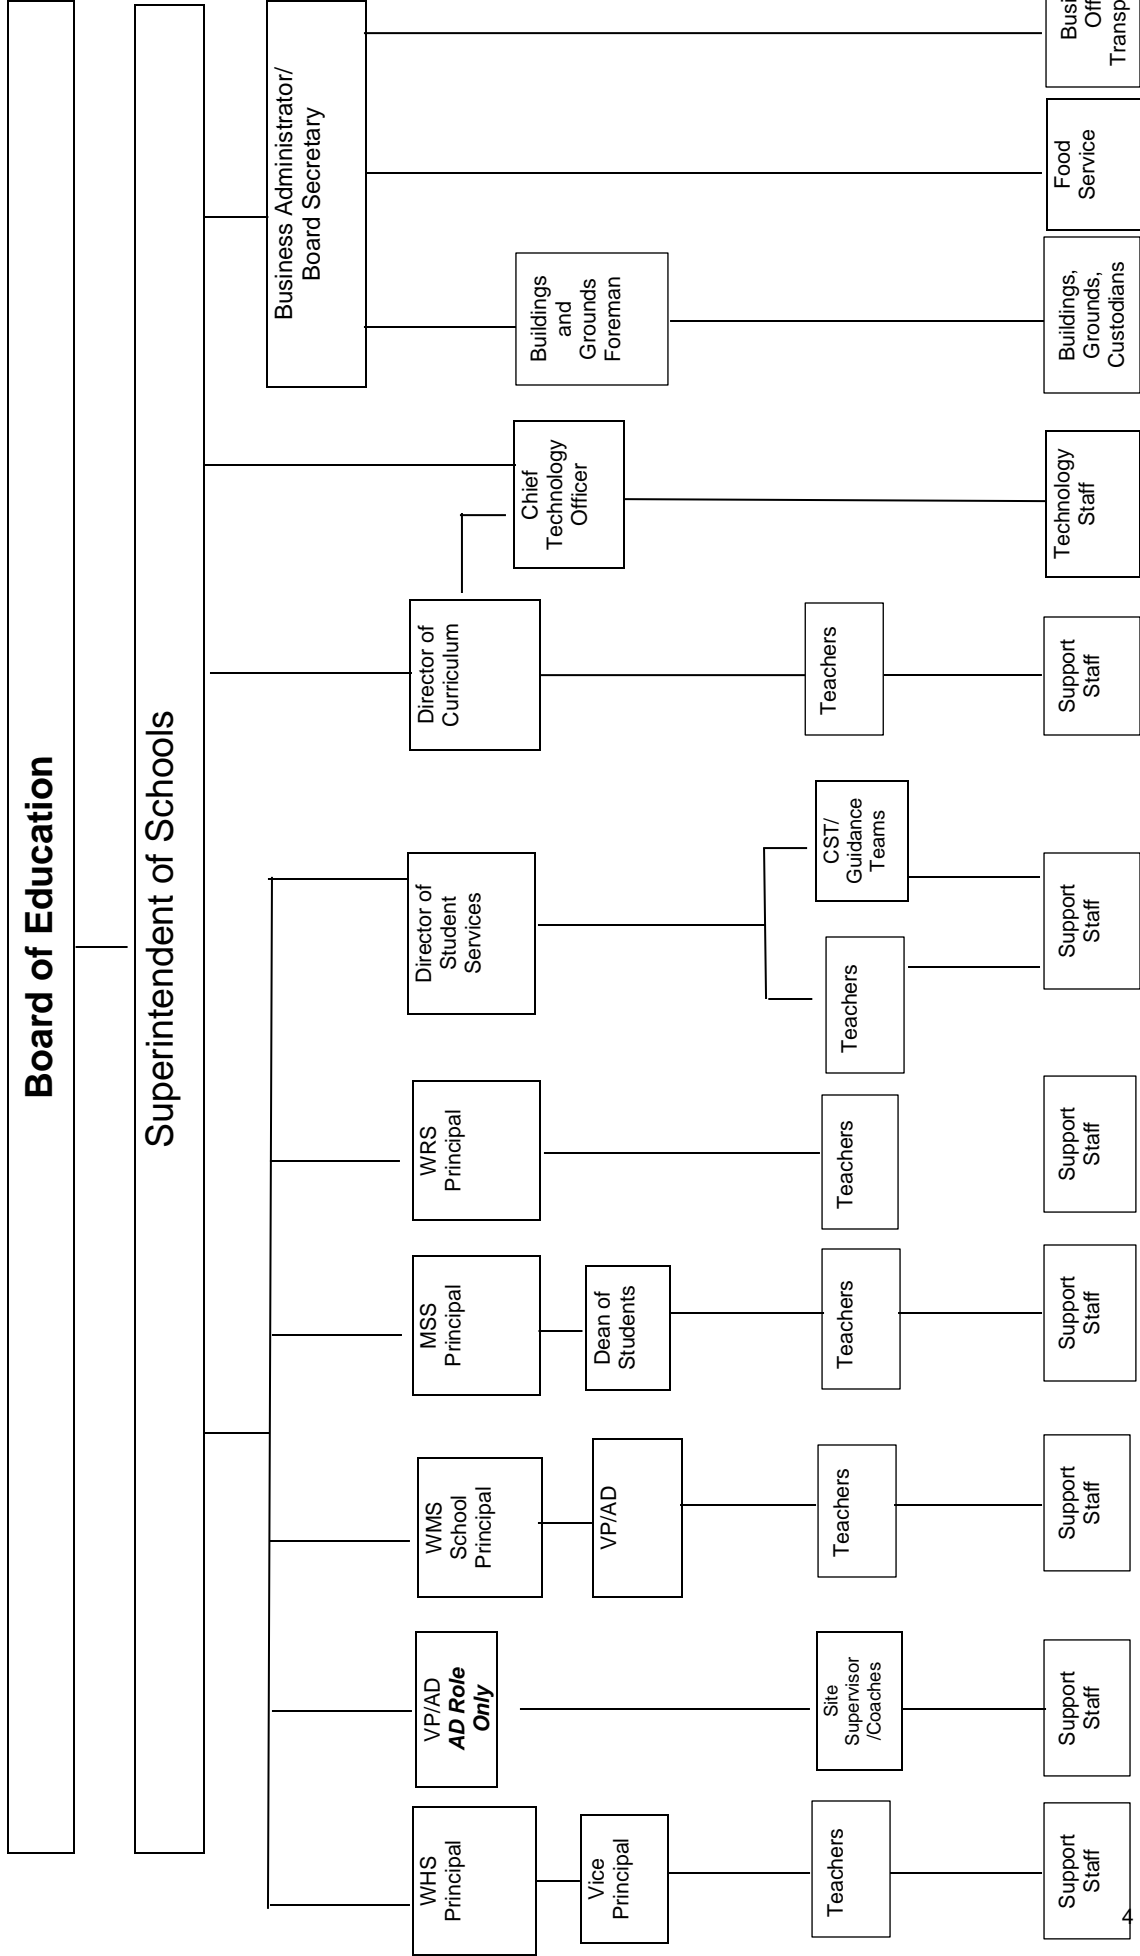 Board of Education
Superintendent of Schools
Business Administrator/
Board Secretary
WHS
Principal
VP/AD
AD Role
Only
WMS
School
Principal
MSS
Principal
WRS
Principal
Director of
Student
Services
Director of
Curriculum
Chief
Technology
Officer
Buildings
and
Grounds
Foreman
Vice
Principal
VP/AD
Dean of
Students
Teachers
Site
Supervisor
/Coaches
Teachers
Teachers
Teachers
Teachers
CST/
Guidance
Teams
Teachers
Support
Staff
Support
Staff
Support
Staff
Support
Staff
Support
Staff
Support
Staff
Support
Staff
Technology
Staff
Buildings,
Grounds,
Custodians
Food
Service
4